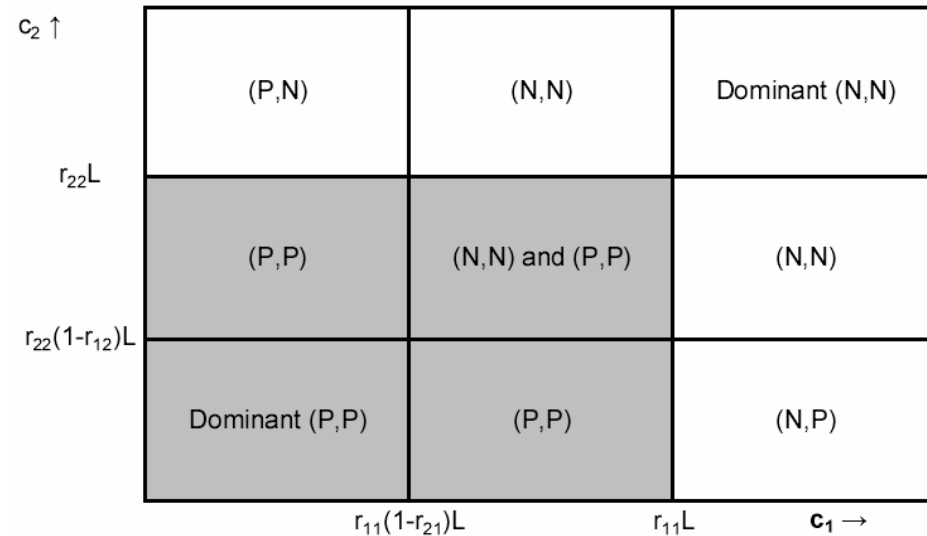 c₂ ↑
(P,N) (N,N) Dominant (N,N)
r₂₂L
(P,P) (N,N) and (P,P) (N,N)
r₂₂(1-r₁₂)L
Dominant (P,P) (P,P) (N,P)
r₁₁(1-r₂₁)L r₁₁L c₁ →